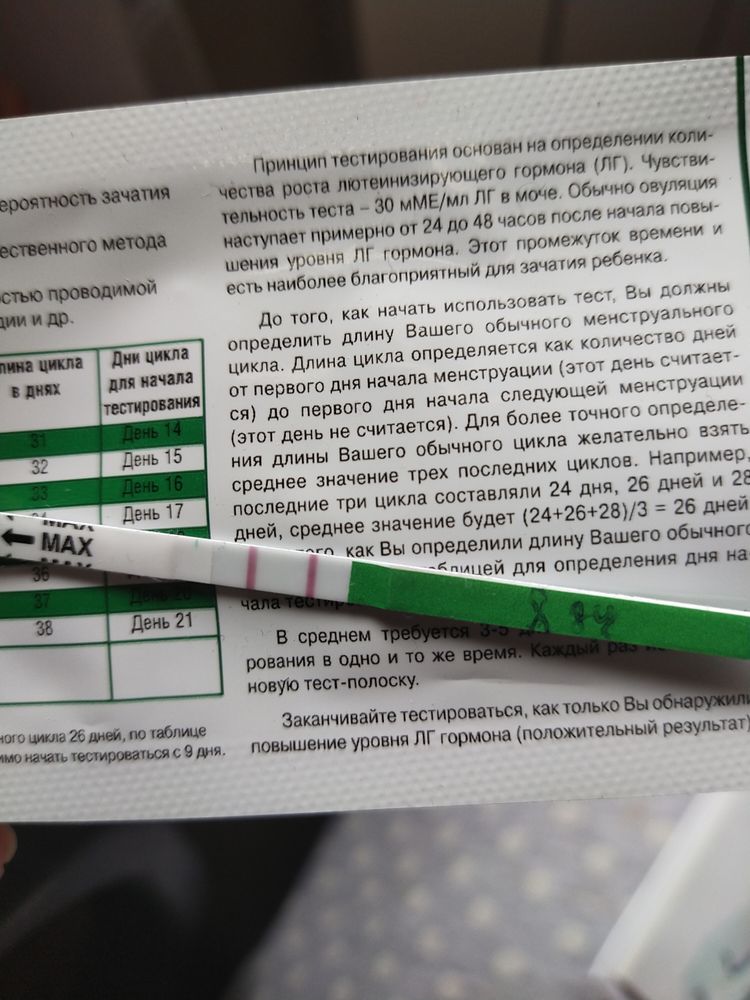 ероятность зачатия
ественного метода
остью проводимой
дии и др.
лина цикла
в днях
Дни цикла
для начала
тестирования
31 День 14
32 День 15
33 День 16
День 17
36
37 День 20
38 День 21
ного цикла 26 дней, по таблице
имо начать тестироваться с 9 дня.
Принцип тестирования основан на определении коли-
чества роста лютеинизирующего гормона (ЛГ). Чувстви-
тельность теста – 30 мМЕ/мл ЛГ в моче. Обычно овуляция
наступает примерно от 24 до 48 часов после начала повы-
шения уровня ЛГ гормона. Этот промежуток времени и
есть наиболее благоприятный для зачатия ребенка.
До того, как начать использовать тест, Вы должны
определить длину Вашего обычного менструального
цикла. Длина цикла определяется как количество дней
от первого дня начала менструации (этот день считает-
ся) до первого дня начала следующей менструации
(этот день не считается). Для более точного определе-
ния длины Вашего обычного цикла желательно взять
среднее значение трех последних циклов. Например,
последние три цикла составляли 24 дня, 26 дней и 28
дней, среднее значение будет (24+26+28)/3 = 26 дней
как Вы определили длину Вашего обычного
блицей для определения дня на-
чала
В среднем требуется 3-5
рования в одно и то же время. Каждый раз
новую тест-полоску.
Заканчивайте тестироваться, как только Вы обнаружили
повышение уровня ЛГ гормона (положительный результат)
MAX
MAX
MAX